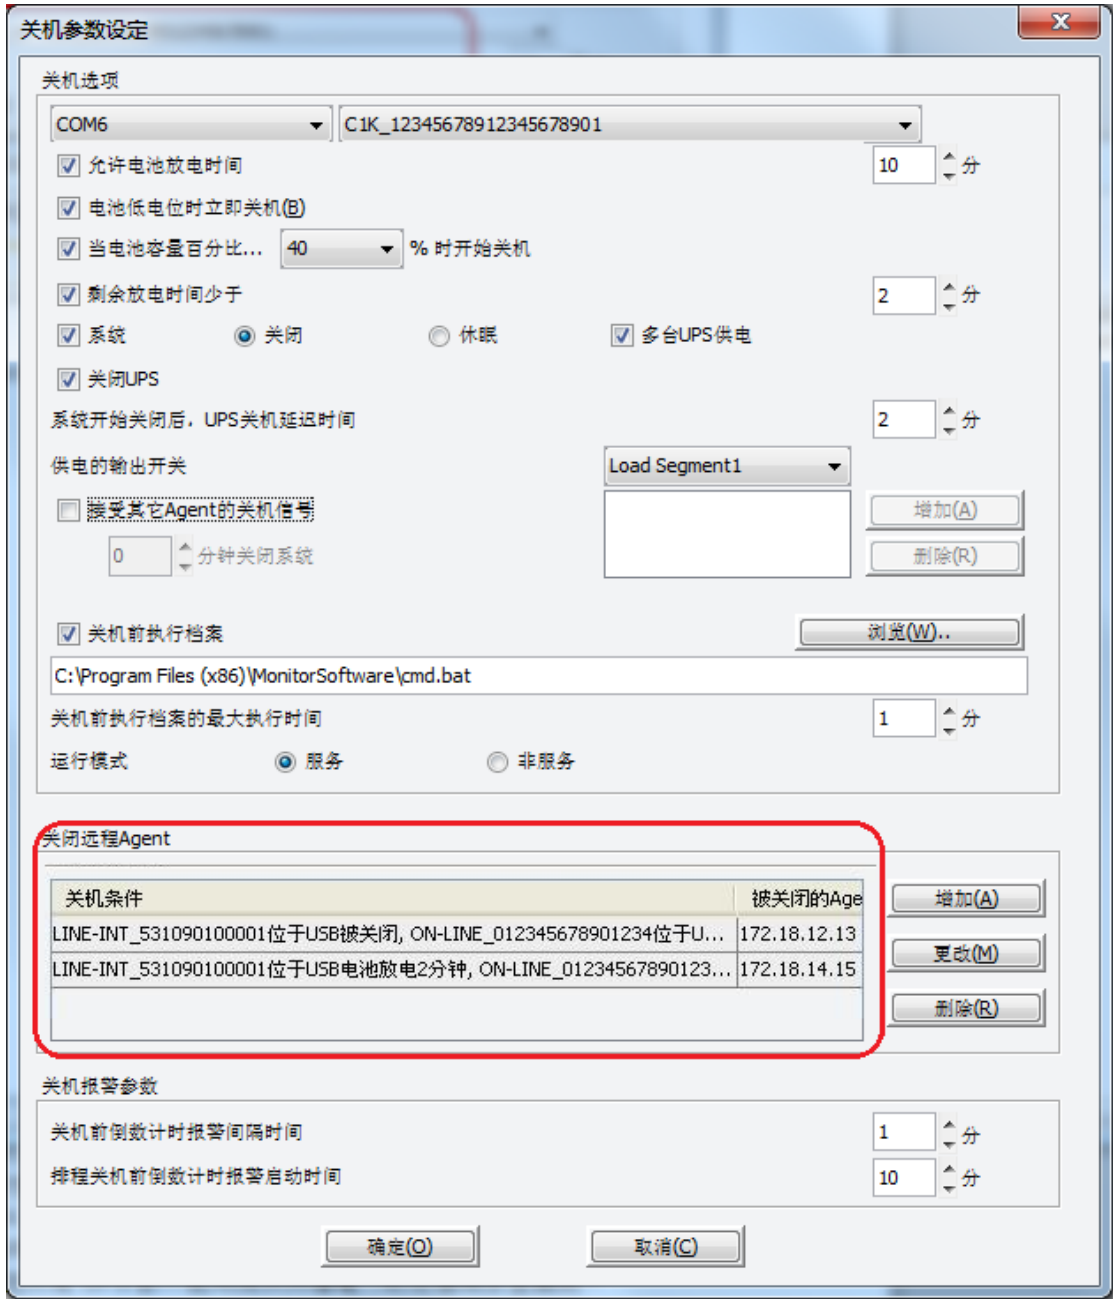 关机参数设定
关机选项
COM6 C1K_12345678912345678901
允许电池放电时间 10 分
电池低电位时立即关机(B)
当电池容量百分比... 40 % 时开始关机
剩余放电时间少于 2 分
系统 关闭 休眠 多台UPS供电
关闭UPS
系统开始关闭后，UPS关机延迟时间 2 分
供电的输出开关 Load Segment1
接受其它Agent的关机信号 增加(A)
0 分钟关闭系统 删除(R)
关机前执行档案 浏览(W)..
C:\Program Files (x86)\MonitorSoftware\cmd.bat
关机前执行档案的最大执行时间 1 分
运行模式 服务 非服务
关闭远程Agent
关机条件 被关闭的Age 增加(A)
LINE-INT_531090100001位于USB被关闭, ON-LINE_012345678901234位于U... 172.18.12.13
更改(M)
LINE-INT_531090100001位于USB电池放电2分钟, ON-LINE_01234567890123... 172.18.14.15
删除(R)
关机报警参数
关机前倒数计时报警间隔时间 1 分
排程关机前倒数计时报警启动时间 10 分
确定(O) 取消(C)